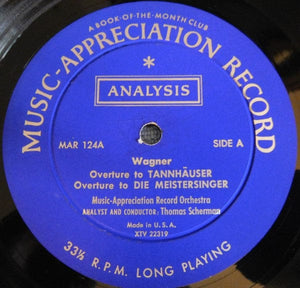 A BOOK-OF-THE-MONTH CLUB
MUSIC-APPRECIATION RECORD
*
ANALYSIS
MAR 124A SIDE A
Wagner
Overture to TANNHÄUSER
Overture to DIE MEISTERSINGER
Music-Appreciation Record Orchestra
ANALYST AND CONDUCTOR: Thomas Scherman
Made in U.S.A.
XTV 22319
33⅓ R.P.M. LONG PLAYING